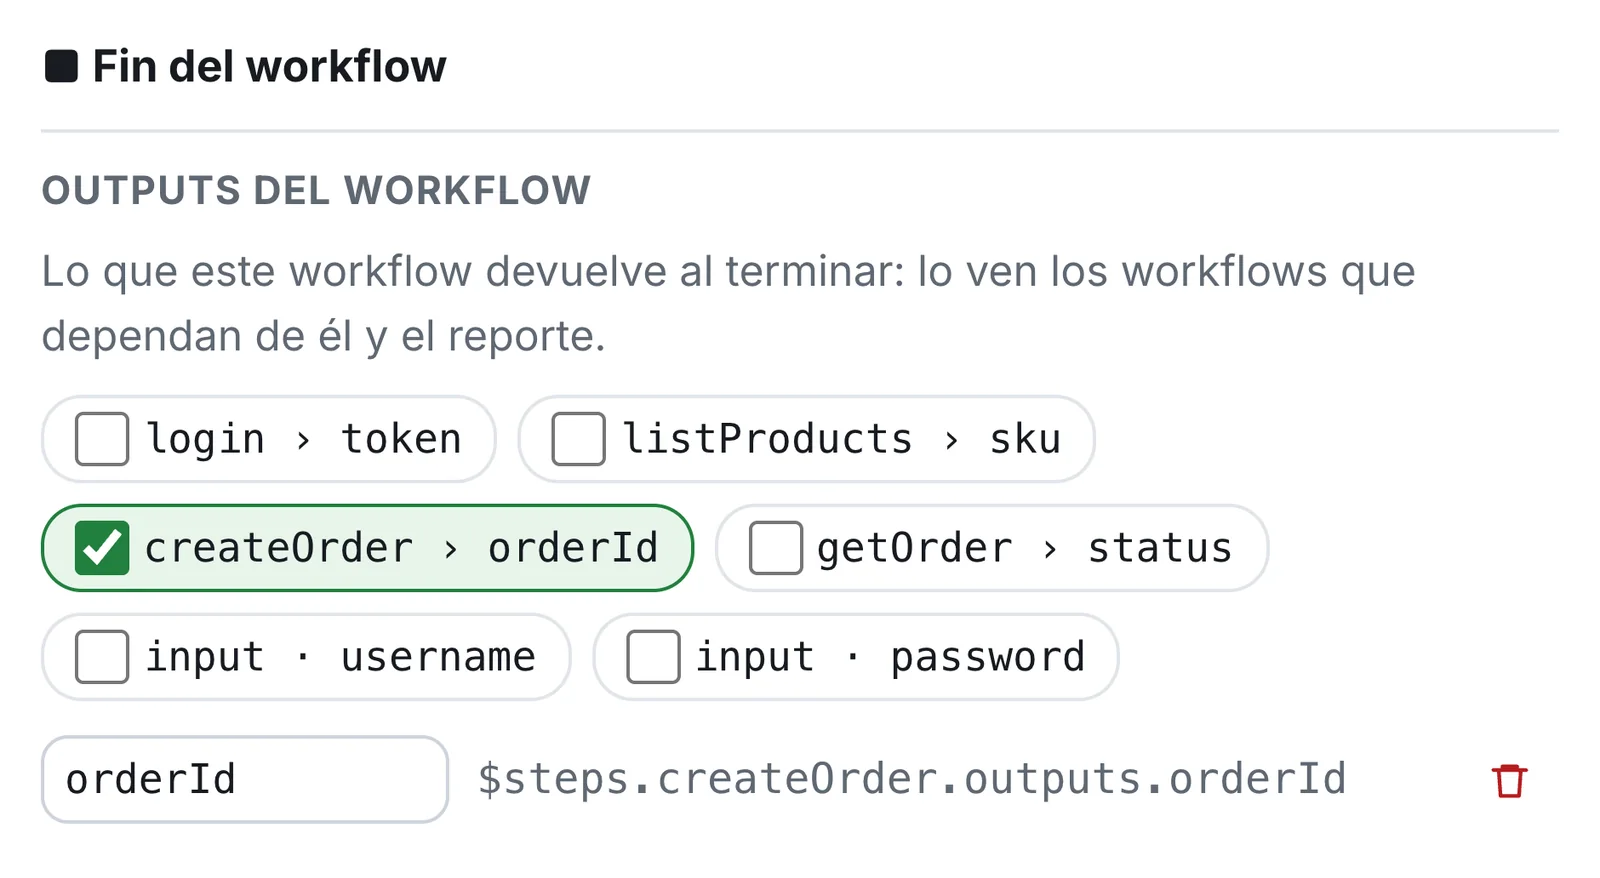 Fin del workflow
OUTPUTS DEL WORKFLOW
Lo que este workflow devuelve al terminar: lo ven los workflows que
dependan de él y el reporte.
login › token listProducts › sku
createOrder › orderId getOrder › status
input · username input · password
orderId $steps.createOrder.outputs.orderId